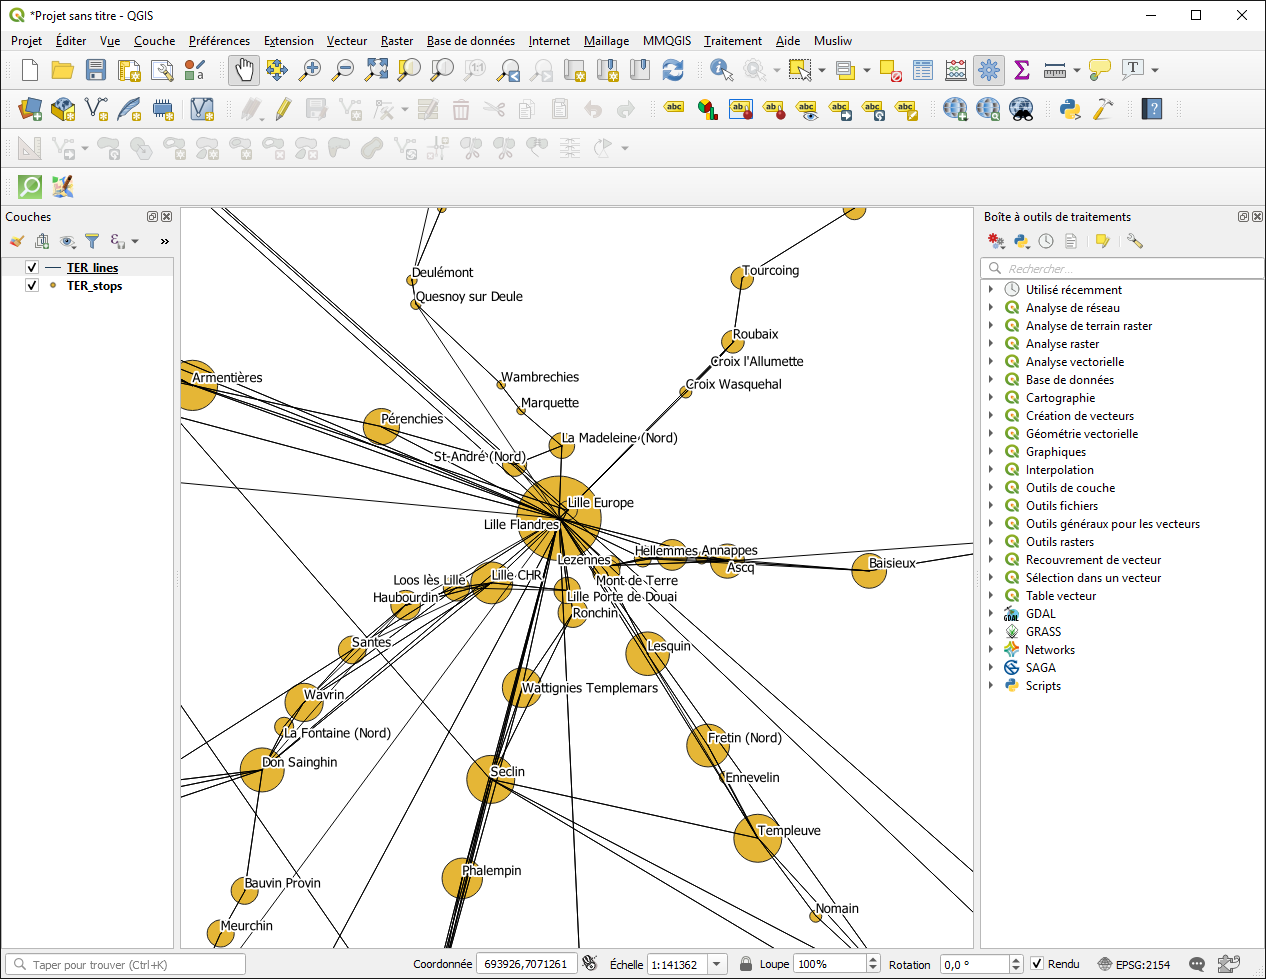 *Projet sans titre - QGIS
Projet Éditer Vue Couche Préférences Extension Vecteur Raster Base de données Internet Maillage MMQGIS Traitement Aide Musliw
Couches
TER_lines
TER_stops
Deulémont
Quesnoy sur Deule
Tourcoing
Roubaix
Croix l'Allumette
Croix Wasquehal
Armentières
Wambrechies
Marquette
Pérenchies
La Madeleine (Nord)
St-André (Nord)
Lille Europe
Lille Flandres
Lezennes
Hellemmes
Annappes
Ascq
Baisieux
Mont de Terre
Loos lès Lille
Lille CHR
Haubourdin
Lille Porte de Douai
Ronchin
Santes
Lesquin
Wavrin
Wattignies Templemars
La Fontaine (Nord)
Fretin (Nord)
Don Sainghin
Seclin
Ennevelin
Templeuve
Phalempin
Bauvin Provin
Nomain
Meurchin
Boîte à outils de traitements
Rechercher...
Utilisé récemment
Analyse de réseau
Analyse de terrain raster
Analyse raster
Analyse vectorielle
Base de données
Cartographie
Création de vecteurs
Géométrie vectorielle
Graphiques
Interpolation
Outils de couche
Outils fichiers
Outils généraux pour les vecteurs
Outils rasters
Recouvrement de vecteur
Sélection dans un vecteur
Table vecteur
GDAL
GRASS
Networks
SAGA
Scripts
Taper pour trouver (Ctrl+K)
Coordonnée 693926,7071261 Échelle 1:141362 Loupe 100% Rotation 0,0 ° Rendu EPSG:2154